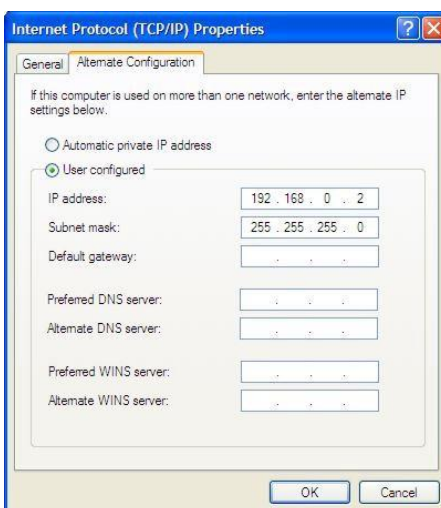 Internet Protocol (TCP/IP) Properties
General
Alternate Configuration
If this computer is used on more than one network, enter the alternate IP
settings below.
Automatic private IP address
User configured
IP address: 192 . 168 . 0 . 2
Subnet mask: 255 . 255 . 255 . 0
Default gateway: . . .
Preferred DNS server: . . .
Alternate DNS server: . . .
Preferred WINS server: . . .
Alternate WINS server: . . .
OK
Cancel